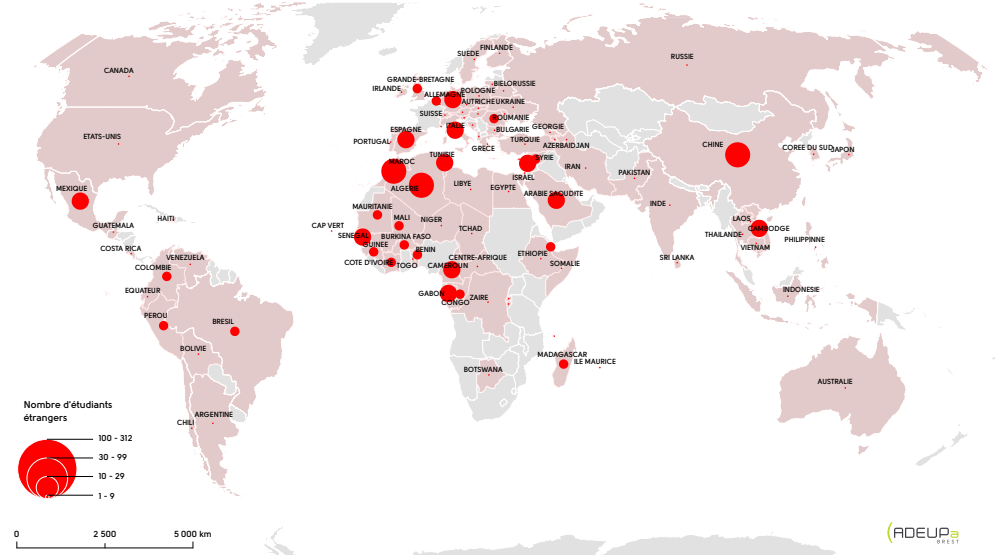 RUSSIE
FINLANDE
SUEDE
CANADA
GRANDE-BRETAGNE
IRLANDE
BIELORUSSIE
POLOGNE
ALLEMAGNE
AUTRICHE
UKRAINE
SUISSE
ROUMANIE
ITALIE
ESPAGNE
BULGARIE
GEORGIE
ETATS-UNIS
PORTUGAL
TURQUIE
AZERBAIDJAN
GRECE
CHINE
COREE DU SUD
JAPON
TUNISIE
SYRIE
MAROC
IRAN
PAKISTAN
ISRAEL
MEXIQUE
ALGERIE
LIBYE
EGYPTE
ARABIE SAOUDITE
INDE
MAURITANIE
HAITI
MALI
NIGER
LAOS
GUATEMALA
CAP VERT
TCHAD
CAMBODGE
THAILANDE
SENEGAL
BURKINA FASO
PHILIPPINNE
GUINEE
COSTA RICA
BENIN
VIETNAM
ETHIOPIE
VENEZUELA
CENTRE-AFRIQUE
SRI LANKA
COTE D'IVOIRE
TOGO
CAMEROUN
SOMALIE
COLOMBIE
EQUATEUR
GABON
ZAIRE
CONGO
INDONESIE
PEROU
BRESIL
BOLIVIE
MADAGASCAR
ILE MAURICE
BOTSWANA
AUSTRALIE
Nombre d'étudiants
étrangers
ARGENTINE
CHILI
100 - 312
30 - 99
10 - 29
1 - 9
0 2 500 5 000 km
ADEUPa
BREST